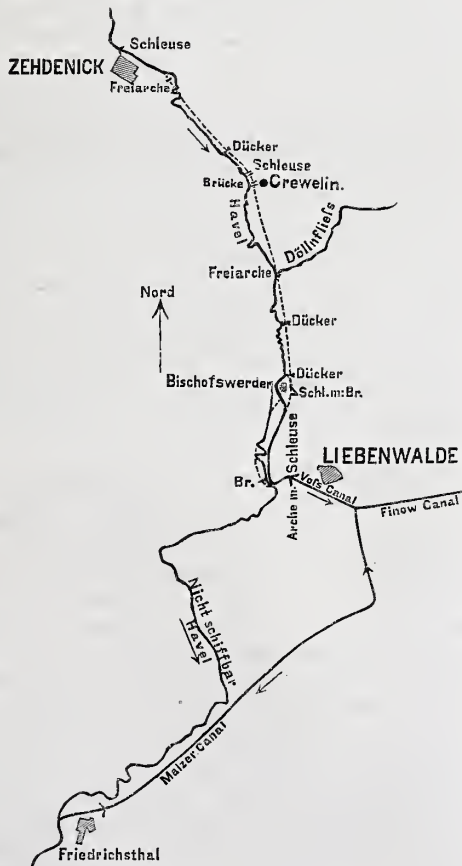 Schleuse
ZEHDENICK
Freiarche
Dücker
Schleuse
Brücke
Crewelin.
Havel
Döllnflieſs
Freiarche
Nord
Dücker
Dücker
Bischofswerder
Schl.m:Br.
Arche m. Schleuse
LIEBENWALDE
Br.
Voſs Canal
Finow Canal
Nicht schiffbar
Havel
Malzer Canal
Friedrichsthal